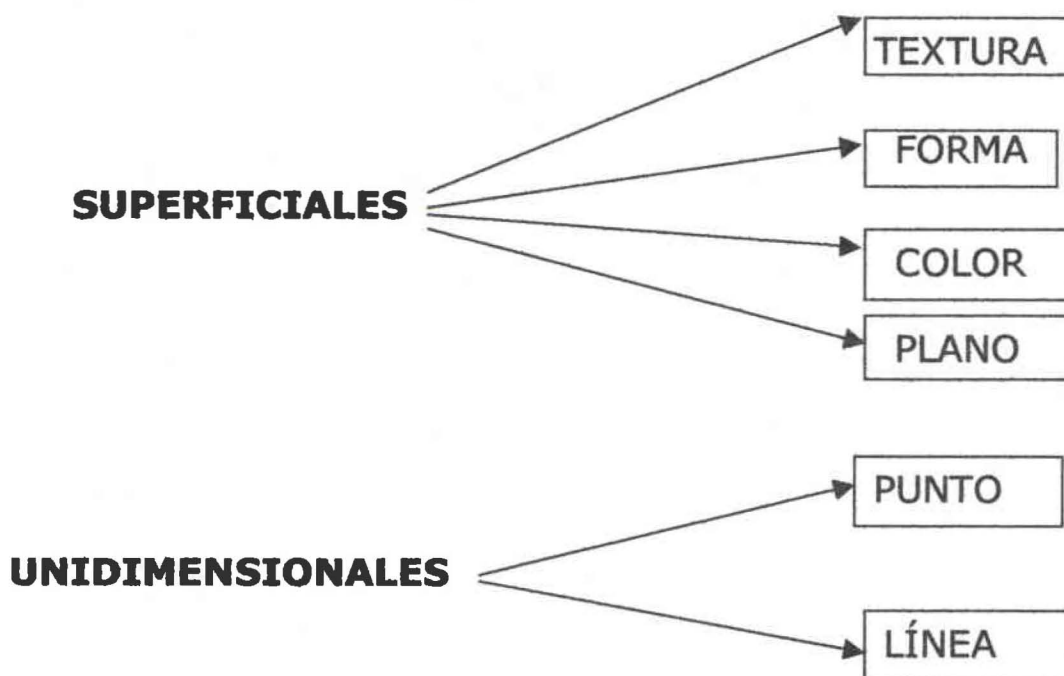 TEXTURA
FORMA
SUPERFICIALES
COLOR
PLANO
PUNTO
UNIDIMENSIONALES
LÍNEA